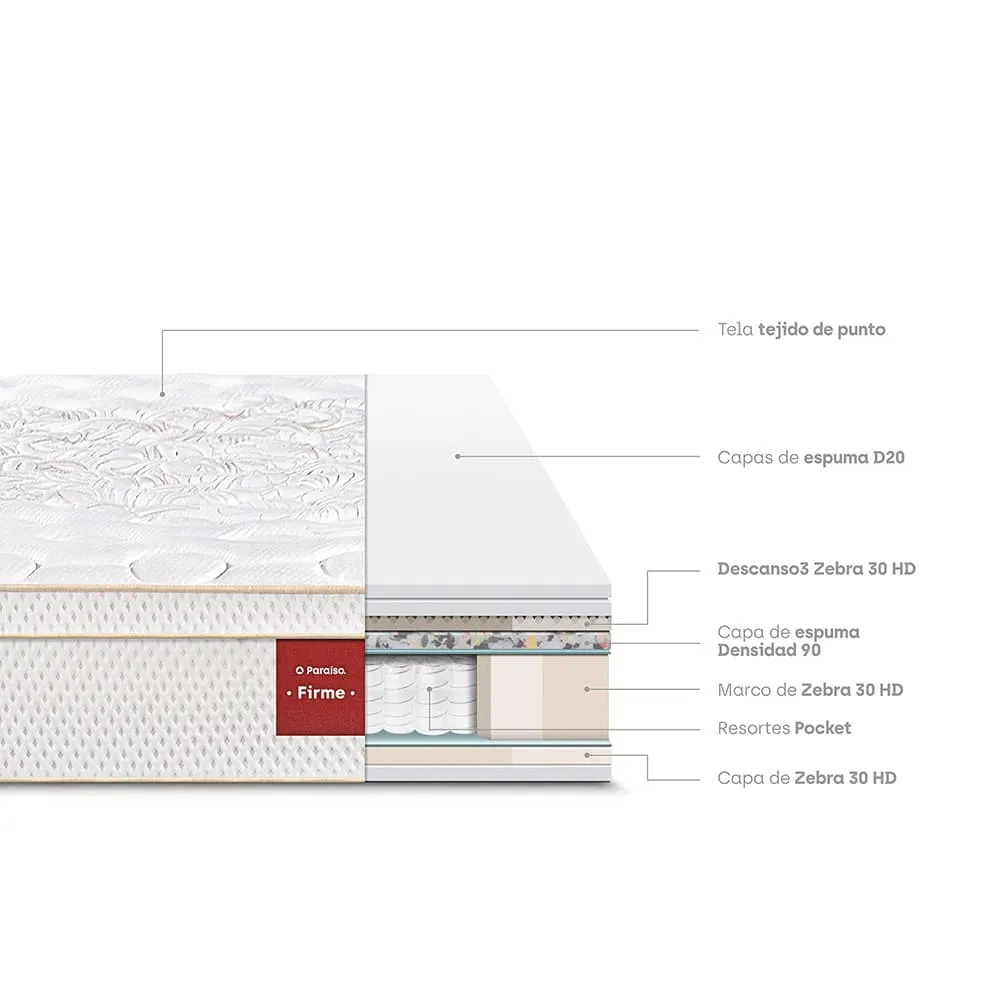 Tela tejido de punto
Capas de espuma D20
Descanso3 Zebra 30 HD
Capa de espuma
Densidad 90
Paraíso.
• Firme •
Marco de Zebra 30 HD
Resortes Pocket
Capa de Zebra 30 HD